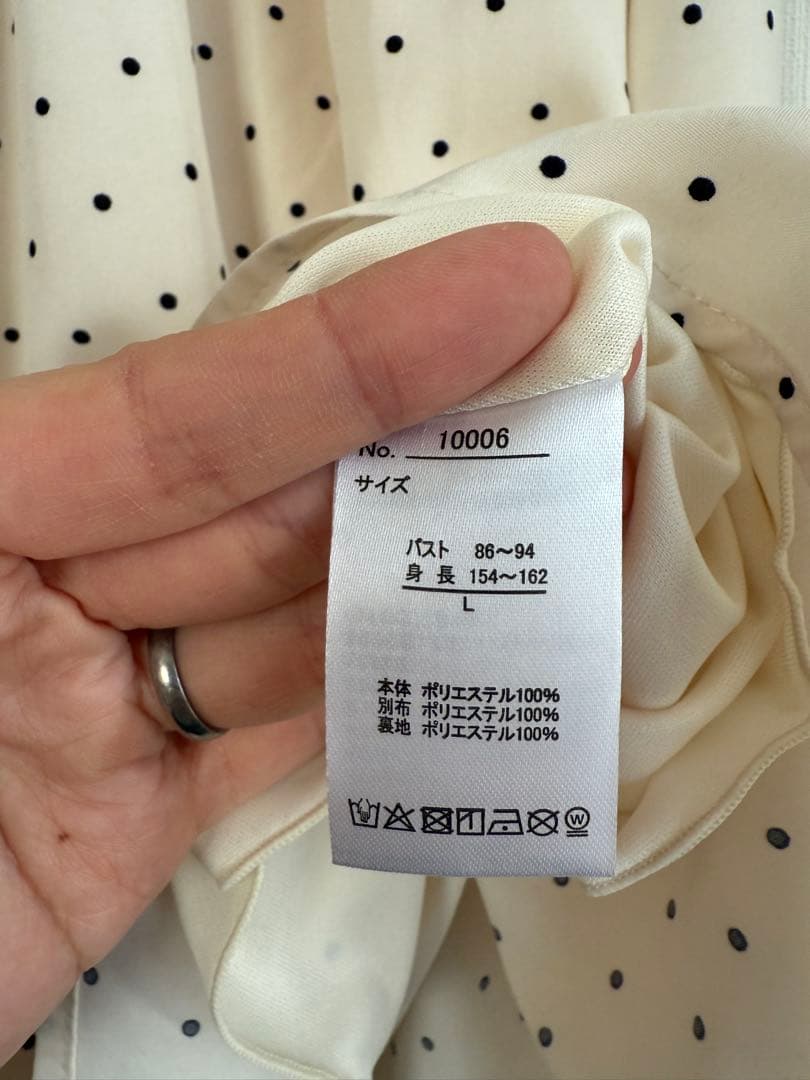 No. 10006
サイズ
バスト 86〜94
身長 154〜162
L
本体 ポリエステル100%
別布 ポリエステル100%
裏地 ポリエステル100%
W